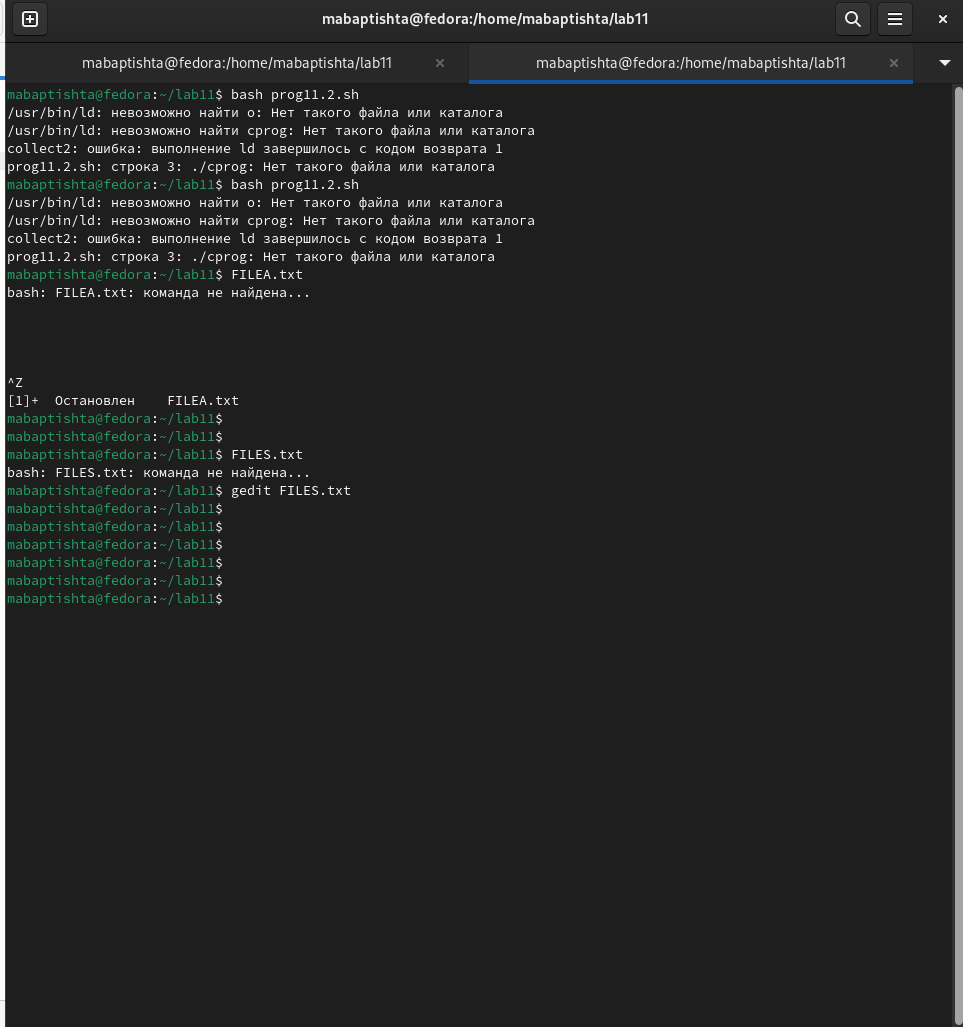 mabaptishta@fedora:/home/mabaptishta/lab11
mabaptishta@fedora:/home/mabaptishta/lab11
mabaptishta@fedora:/home/mabaptishta/lab11
mabaptishta@fedora:~/lab11$ bash prog11.2.sh
/usr/bin/ld: невозможно найти o: Нет такого файла или каталога
/usr/bin/ld: невозможно найти cprog: Нет такого файла или каталога
collect2: ошибка: выполнение ld завершилось с кодом возврата 1
prog11.2.sh: строка 3: ./cprog: Нет такого файла или каталога
mabaptishta@fedora:~/lab11$ bash prog11.2.sh
/usr/bin/ld: невозможно найти o: Нет такого файла или каталога
/usr/bin/ld: невозможно найти cprog: Нет такого файла или каталога
collect2: ошибка: выполнение ld завершилось с кодом возврата 1
prog11.2.sh: строка 3: ./cprog: Нет такого файла или каталога
mabaptishta@fedora:~/lab11$ FILEA.txt
bash: FILEA.txt: команда не найдена...
^Z
[1]+  Остановлен    FILEA.txt
mabaptishta@fedora:~/lab11$
mabaptishta@fedora:~/lab11$
mabaptishta@fedora:~/lab11$ FILES.txt
bash: FILES.txt: команда не найдена...
mabaptishta@fedora:~/lab11$ gedit FILES.txt
mabaptishta@fedora:~/lab11$
mabaptishta@fedora:~/lab11$
mabaptishta@fedora:~/lab11$
mabaptishta@fedora:~/lab11$
mabaptishta@fedora:~/lab11$
mabaptishta@fedora:~/lab11$